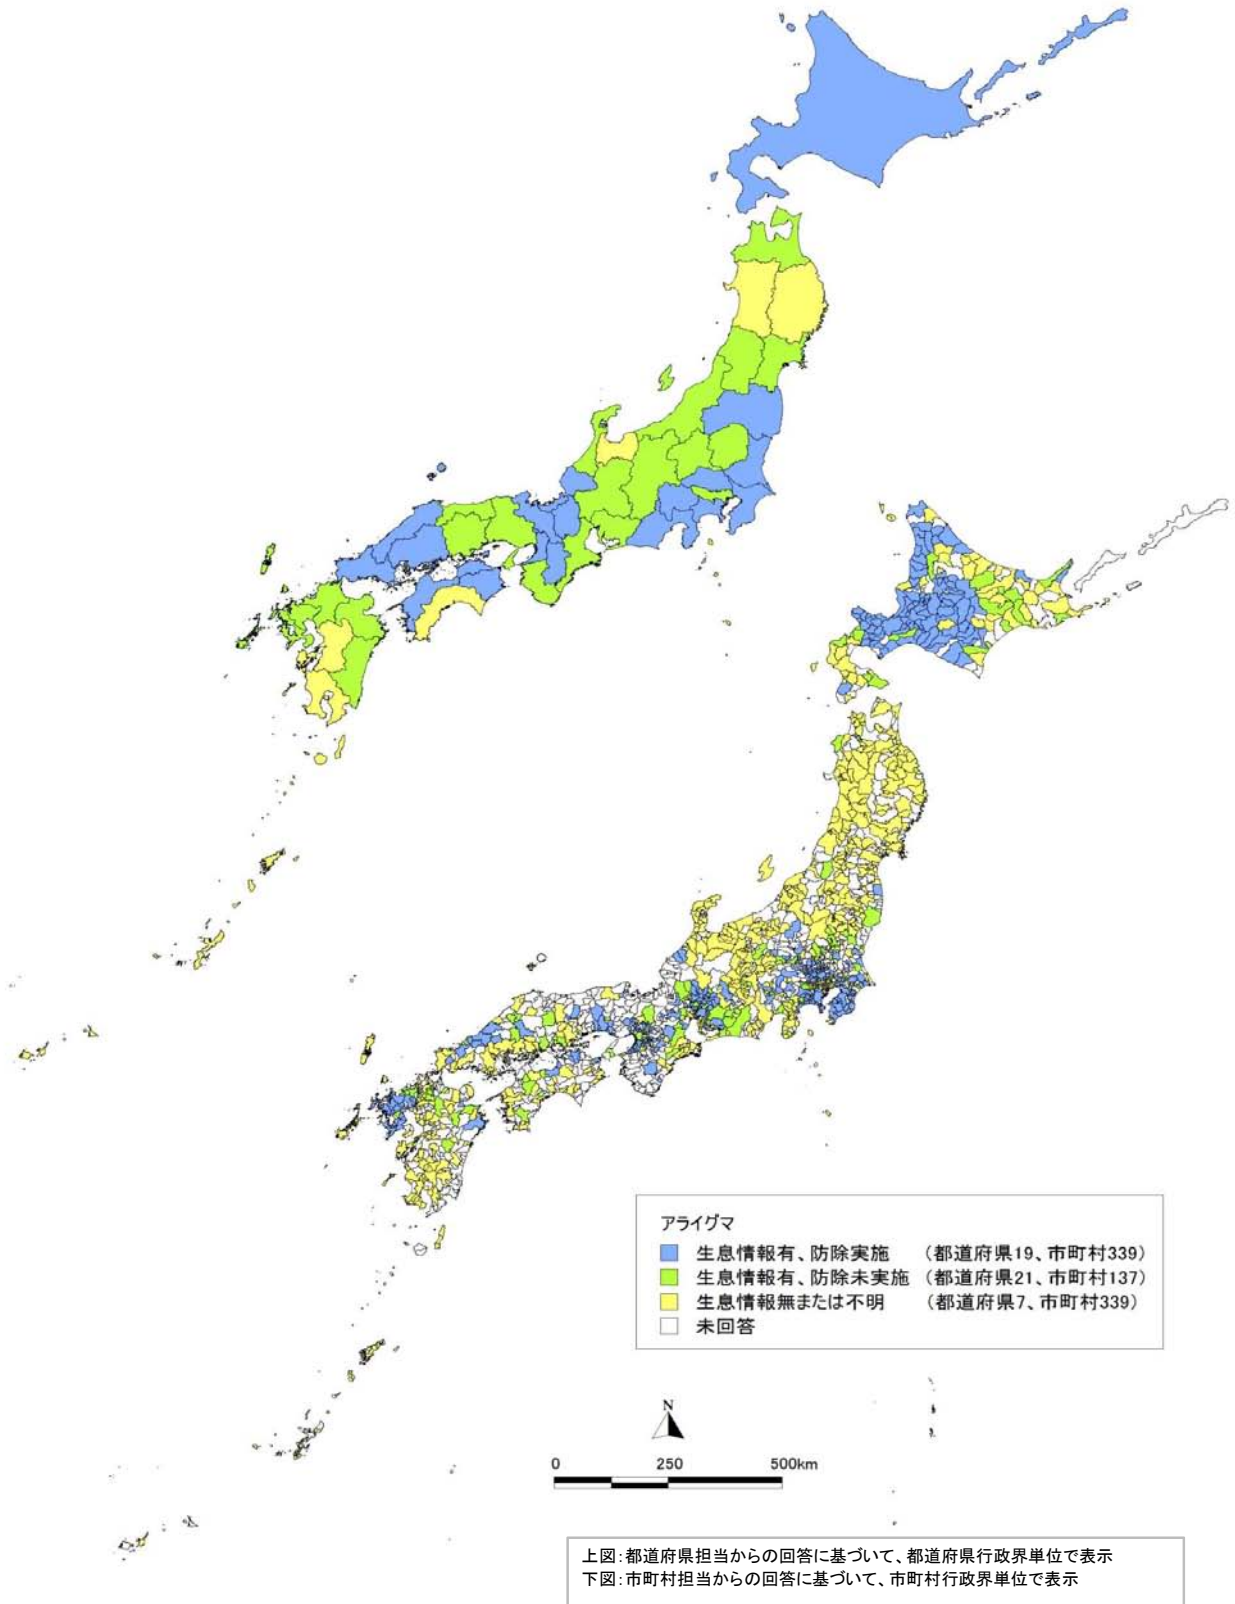 アライグマ
生息情報有、防除実施 (都道府県19、市町村339)
生息情報有、防除未実施 (都道府県21、市町村137)
生息情報無または不明 (都道府県7、市町村339)
未回答
N
0 250 500km
上図:都道府県担当からの回答に基づいて、都道府県行政界単位で表示
下図:市町村担当からの回答に基づいて、市町村行政界単位で表示